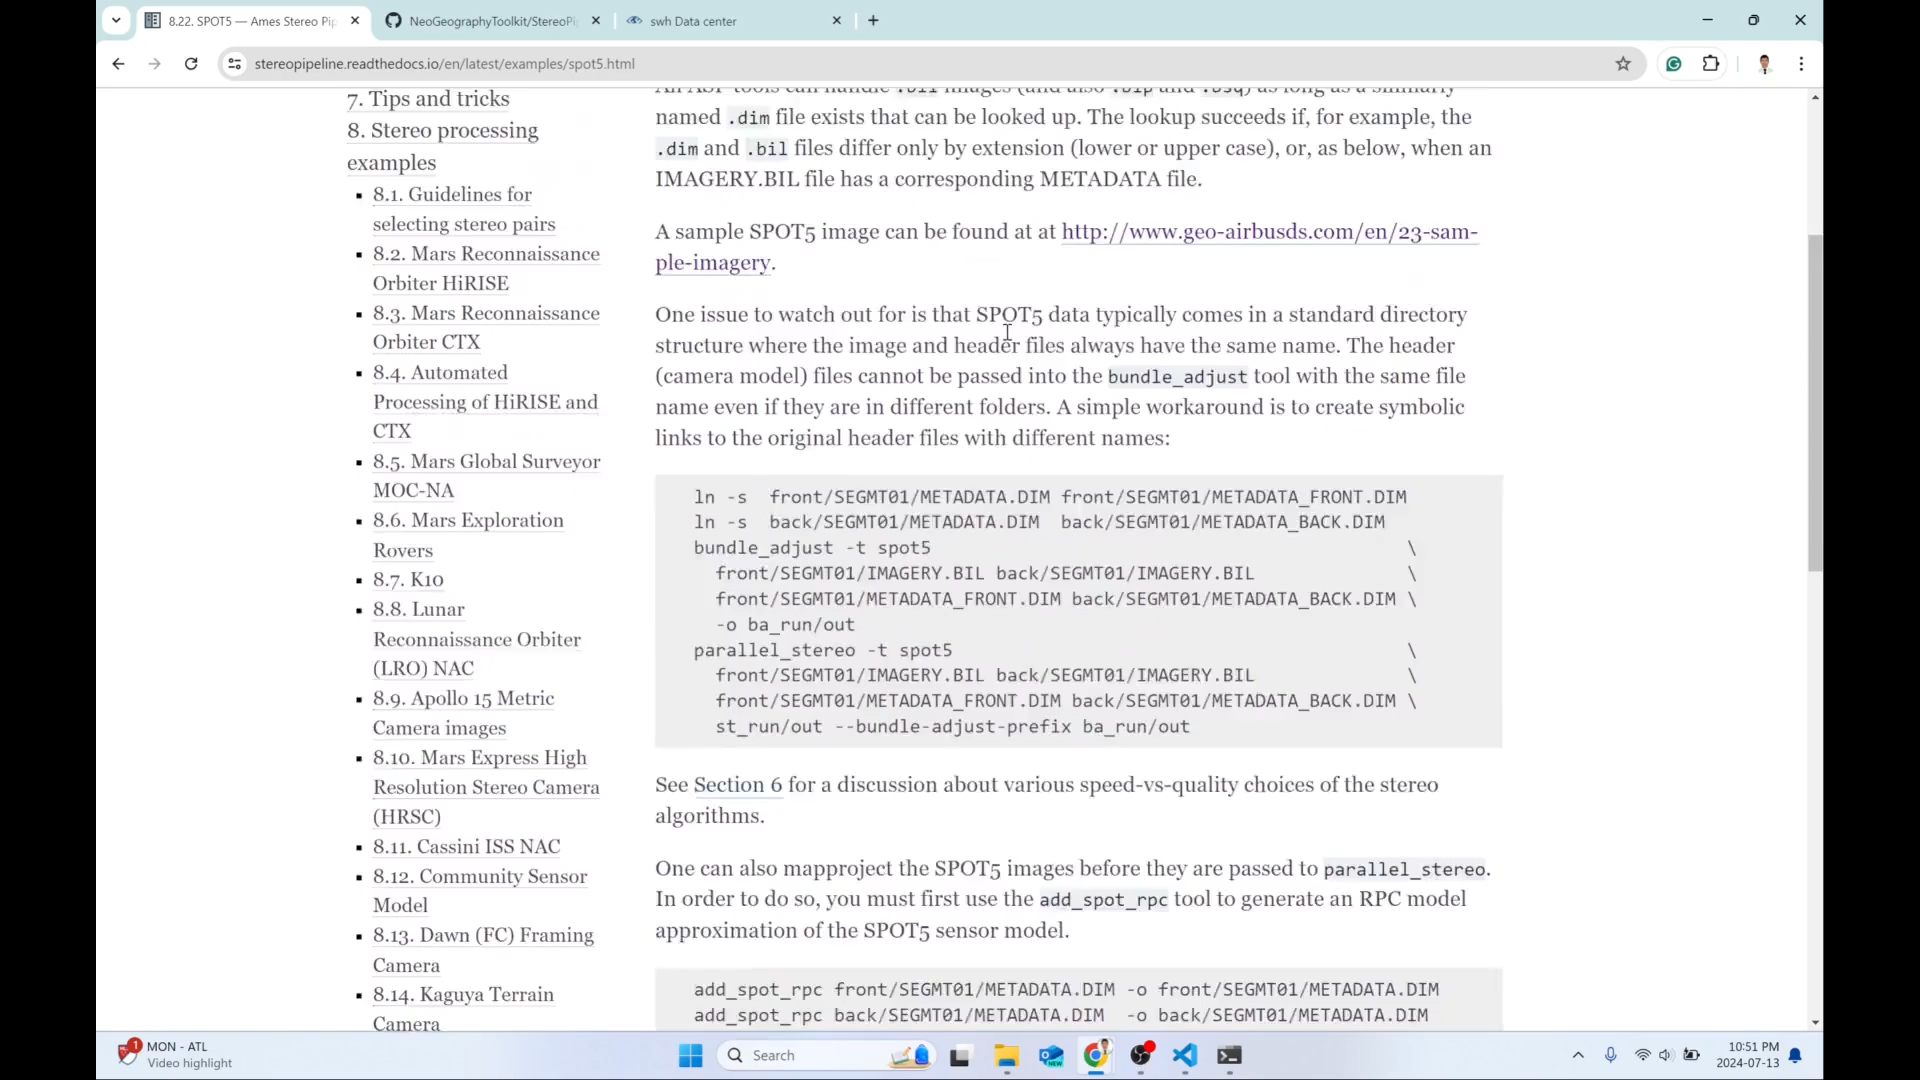 8.22. SPOT5 — Ames Stereo Pip
NeoGeographyToolkit/StereoPi
swh Data center
stereopipeline.readthedocs.io/en/latest/examples/spot5.html
7. Tips and tricks
8. Stereo processing
examples
8.1. Guidelines for
selecting stereo pairs
8.2. Mars Reconnaissance
Orbiter HiRISE
8.3. Mars Reconnaissance
Orbiter CTX
8.4. Automated
Processing of HiRISE and
CTX
8.5. Mars Global Surveyor
MOC-NA
8.6. Mars Exploration
Rovers
8.7. K10
8.8. Lunar
Reconnaissance Orbiter
(LRO) NAC
8.9. Apollo 15 Metric
Camera images
8.10. Mars Express High
Resolution Stereo Camera
(HRSC)
8.11. Cassini ISS NAC
8.12. Community Sensor
Model
8.13. Dawn (FC) Framing
Camera
8.14. Kaguya Terrain
Camera
All ASP tools can handle .bil images (and also .bip and .bsq) as long as a similarly
named .dim file exists that can be looked up. The lookup succeeds if, for example, the
.dim and .bil files differ only by extension (lower or upper case), or, as below, when an
IMAGERY.BIL file has a corresponding METADATA file.
A sample SPOT5 image can be found at at http://www.geo-airbusds.com/en/23-sam-
ple-imagery.
One issue to watch out for is that SPOT5 data typically comes in a standard directory
structure where the image and header files always have the same name. The header
(camera model) files cannot be passed into the bundle_adjust tool with the same file
name even if they are in different folders. A simple workaround is to create symbolic
links to the original header files with different names:
ln -s  front/SEGMT01/METADATA.DIM front/SEGMT01/METADATA_FRONT.DIM
ln -s  back/SEGMT01/METADATA.DIM  back/SEGMT01/METADATA_BACK.DIM
bundle_adjust -t spot5 \
front/SEGMT01/IMAGERY.BIL back/SEGMT01/IMAGERY.BIL \
front/SEGMT01/METADATA_FRONT.DIM back/SEGMT01/METADATA_BACK.DIM \
-o ba_run/out
parallel_stereo -t spot5 \
front/SEGMT01/IMAGERY.BIL back/SEGMT01/IMAGERY.BIL \
front/SEGMT01/METADATA_FRONT.DIM back/SEGMT01/METADATA_BACK.DIM \
st_run/out --bundle-adjust-prefix ba_run/out
See Section 6 for a discussion about various speed-vs-quality choices of the stereo
algorithms.
One can also mapproject the SPOT5 images before they are passed to parallel_stereo.
In order to do so, you must first use the add_spot_rpc tool to generate an RPC model
approximation of the SPOT5 sensor model.
add_spot_rpc front/SEGMT01/METADATA.DIM -o front/SEGMT01/METADATA.DIM
add_spot_rpc back/SEGMT01/METADATA.DIM  -o back/SEGMT01/METADATA.DIM
1
MON - ATL
Video highlight
Search
NEW
10:51 PM
2024-07-13